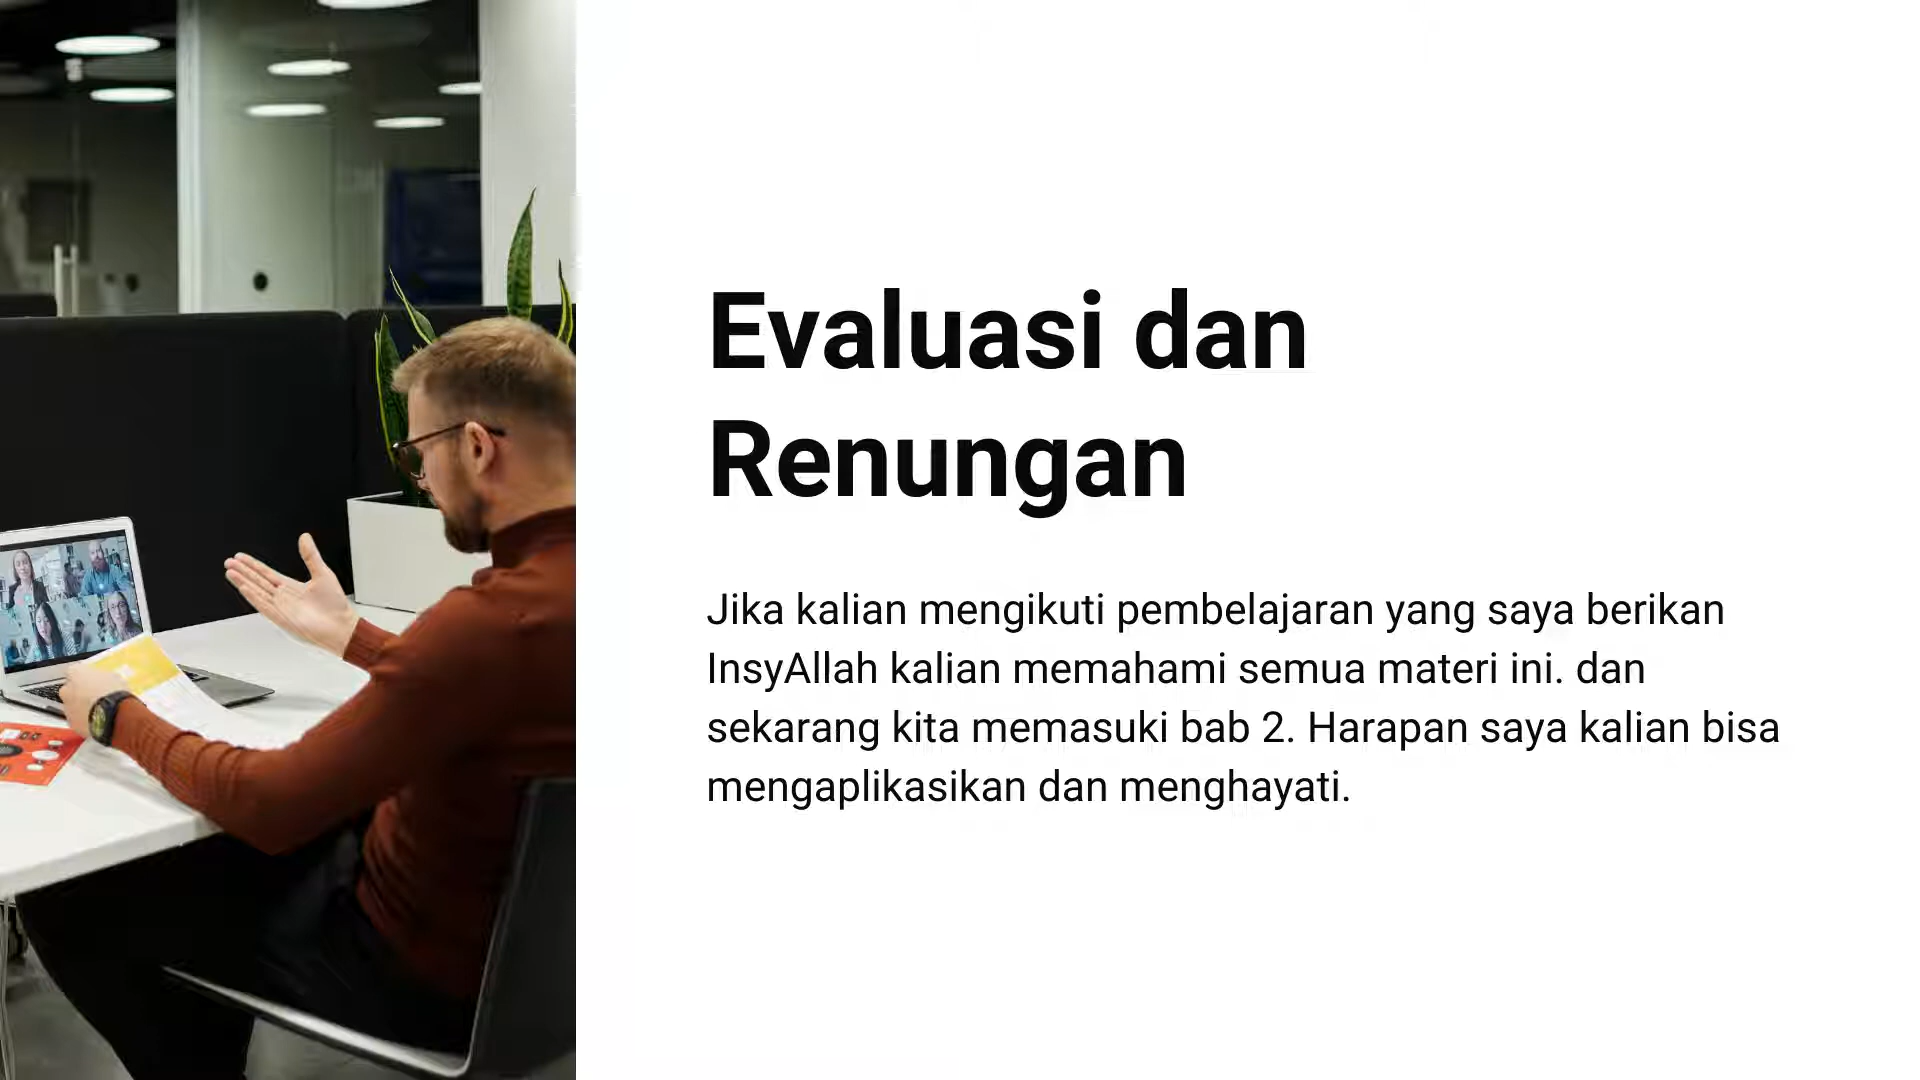 Evaluasi dan
Renungan
Jika kalian mengikuti pembelajaran yang saya berikan
InsyAllah kalian memahami semua materi ini. dan
sekarang kita memasuki bab 2. Harapan saya kalian bisa
mengaplikasikan dan menghayati.